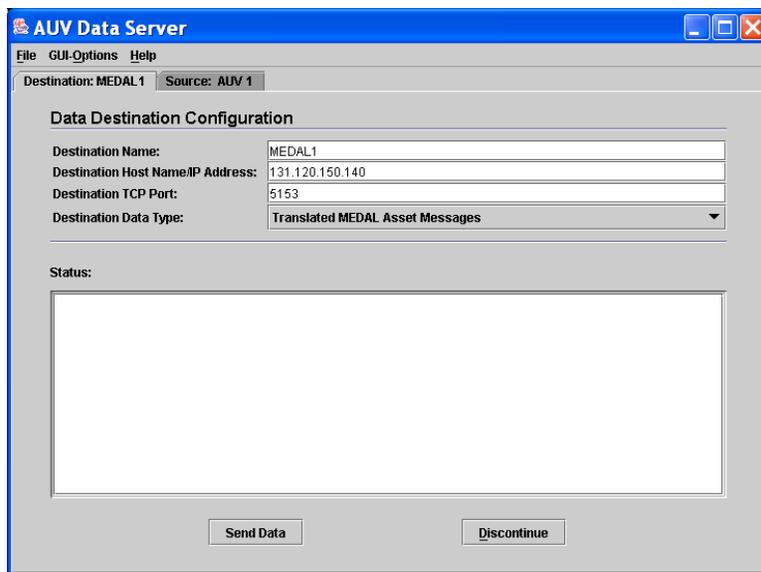 AUV Data Server
File GUI-Options Help
Destination: MEDAL1 Source: AUV 1
Data Destination Configuration
Destination Name: MEDAL1
Destination Host Name/IP Address: 131.120.150.140
Destination TCP Port: 5153
Destination Data Type: Translated MEDAL Asset Messages
Status:
Send Data Discontinue